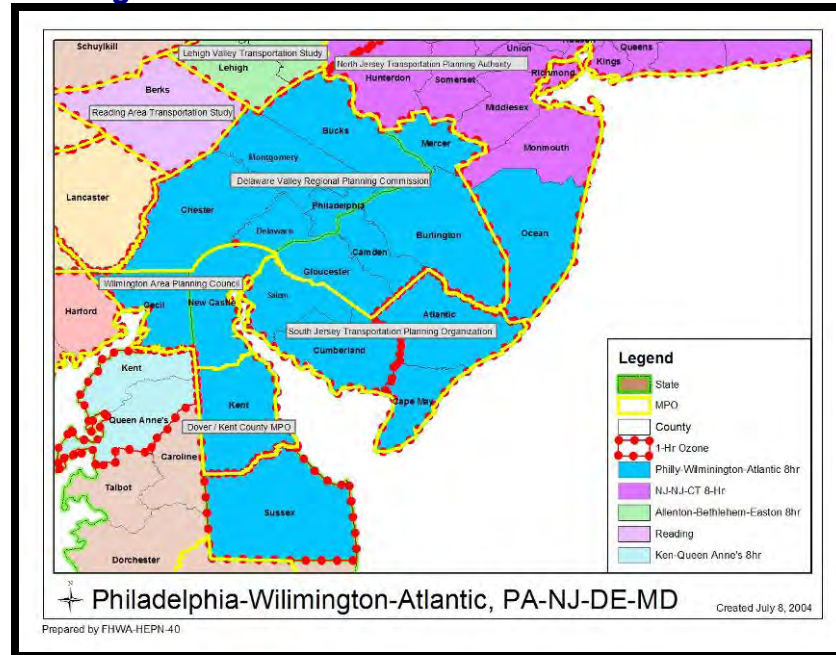 Schuylkill
Lehigh Valley Transportation Study
Lehigh
North Jersey Transportation Planning Authority
Union
Queens
Kings
Richmond
Hunterdon
Somerset
Berks
Middlesex
Reading Area Transportation Study
Bucks
Mercer
Monmouth
Montgomery
Delaware Valley Regional Planning Commission
Lancaster
Philadelphia
Chester
Delaware
Burlington
Ocean
Camden
Gloucester
Wilmington Area Planning Council
Harford
Cecil
New Castle
Salem
Atlantic
South Jersey Transportation Planning Organization
Cumberland
Kent
Kent
Cape May
Queen Anne's
Dover / Kent County MPO
Caroline
Talbot
Sussex
Dorchester
Legend
State
MPO
County
1-Hr Ozone
Philly-Wilminington-Atlantic 8hr
NJ-NJ-CT 8-Hr
Allenton-Bethlehem-Easton 8hr
Reading
Ken-Queen Anne's 8hr
N
Philadelphia-Wilimington-Atlantic, PA-NJ-DE-MD
Created July 8, 2004
Prepared by FHWA-HEPN-40